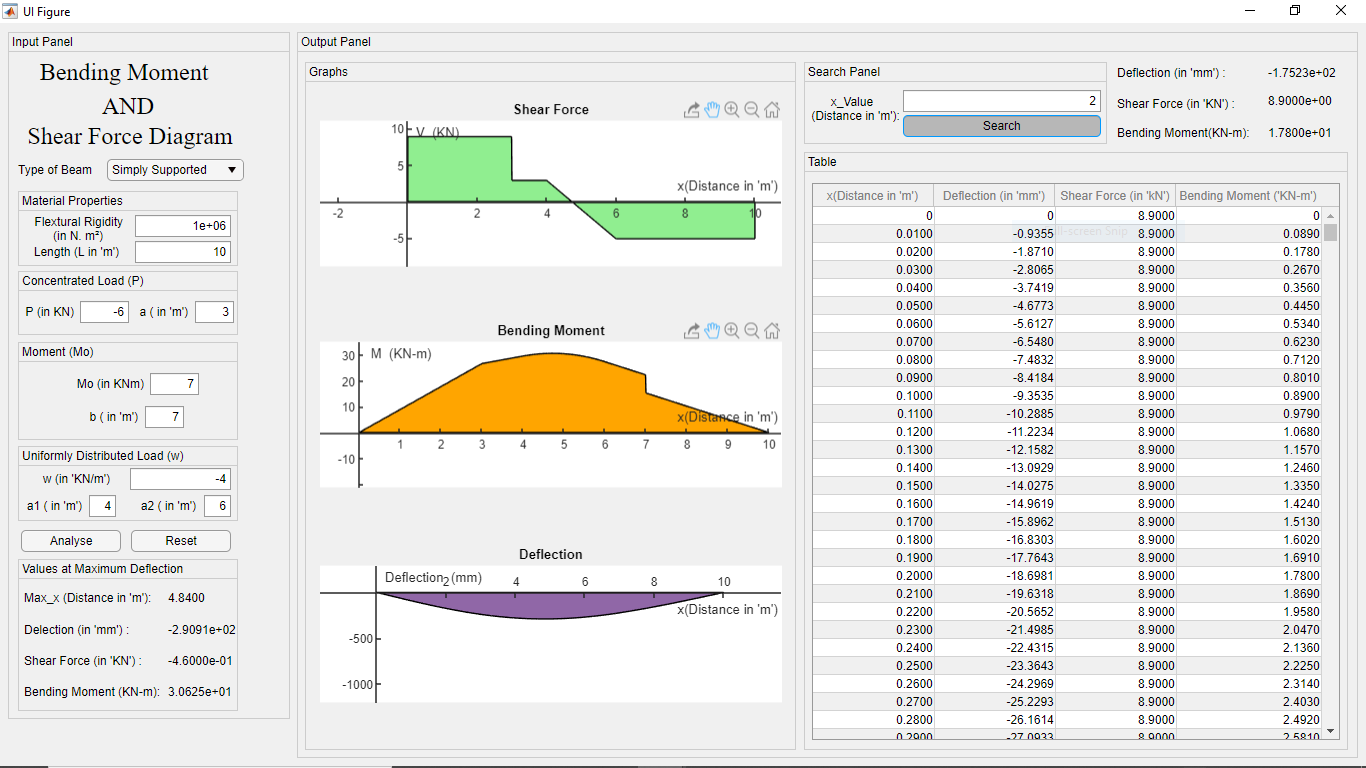 UI Figure
Input Panel
Bending Moment
AND
Shear Force Diagram
Type of Beam Simply Supported
Material Properties
Flextural Rigidity
(in N. m²) 1e+06
Length (L in 'm') 10
Concentrated Load (P)
P (in KN) -6 a ( in 'm') 3
Moment (Mo)
Mo (in KNm) 7
b ( in 'm') 7
Uniformly Distributed Load (w)
w (in 'KN/m') -4
a1 ( in 'm') 4 a2 ( in 'm') 6
Analyse Reset
Values at Maximum Deflection
Max_x (Distance in 'm'): 4.8400
Delection (in 'mm') : -2.9091e+02
Shear Force (in 'KN') : -4.6000e-01
Bending Moment (KN-m): 3.0625e+01
Output Panel
Graphs
Shear Force
10 V (KN)
5
x(Distance in 'm')
-2 2 4 6 8 10
-5
Bending Moment
30 M (KN-m)
20
10 x(Distance in 'm')
1 2 3 4 5 6 7 8 9 10
-10
Deflection
Deflection (mm) 2 4 6 8 10
x(Distance in 'm')
-500
-1000
Search Panel
x_Value
(Distance in 'm'): 2
Search
Deflection (in 'mm') : -1.7523e+02
Shear Force (in 'KN') : 8.9000e+00
Bending Moment(KN-m): 1.7800e+01
Table
x(Distance in 'm') Deflection (in 'mm') Shear Force (in 'kN') Bending Moment ('KN-m')
0 0 8.9000 0
0.0100 -0.9355 8.9000 0.0890
0.0200 -1.8710 8.9000 0.1780
0.0300 -2.8065 8.9000 0.2670
0.0400 -3.7419 8.9000 0.3560
0.0500 -4.6773 8.9000 0.4450
0.0600 -5.6127 8.9000 0.5340
0.0700 -6.5480 8.9000 0.6230
0.0800 -7.4832 8.9000 0.7120
0.0900 -8.4184 8.9000 0.8010
0.1000 -9.3535 8.9000 0.8900
0.1100 -10.2885 8.9000 0.9790
0.1200 -11.2234 8.9000 1.0680
0.1300 -12.1582 8.9000 1.1570
0.1400 -13.0929 8.9000 1.2460
0.1500 -14.0275 8.9000 1.3350
0.1600 -14.9619 8.9000 1.4240
0.1700 -15.8962 8.9000 1.5130
0.1800 -16.8303 8.9000 1.6020
0.1900 -17.7643 8.9000 1.6910
0.2000 -18.6981 8.9000 1.7800
0.2100 -19.6318 8.9000 1.8690
0.2200 -20.5652 8.9000 1.9580
0.2300 -21.4985 8.9000 2.0470
0.2400 -22.4315 8.9000 2.1360
0.2500 -23.3643 8.9000 2.2250
0.2600 -24.2969 8.9000 2.3140
0.2700 -25.2293 8.9000 2.4030
0.2800 -26.1614 8.9000 2.4920
0.2900 -27.0933 8.9000 2.5810